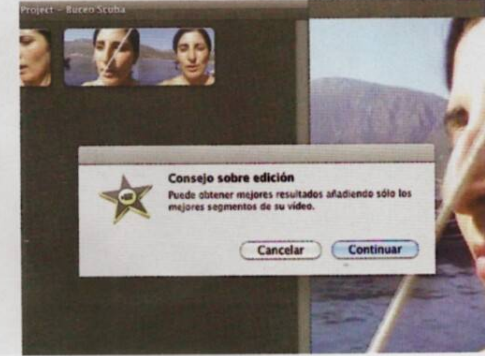 Project – Buceo Scuba
Consejo sobre edición
Puede obtener mejores resultados añadiendo sólo los
mejores segmentos de su vídeo.
Cancelar
Continuar